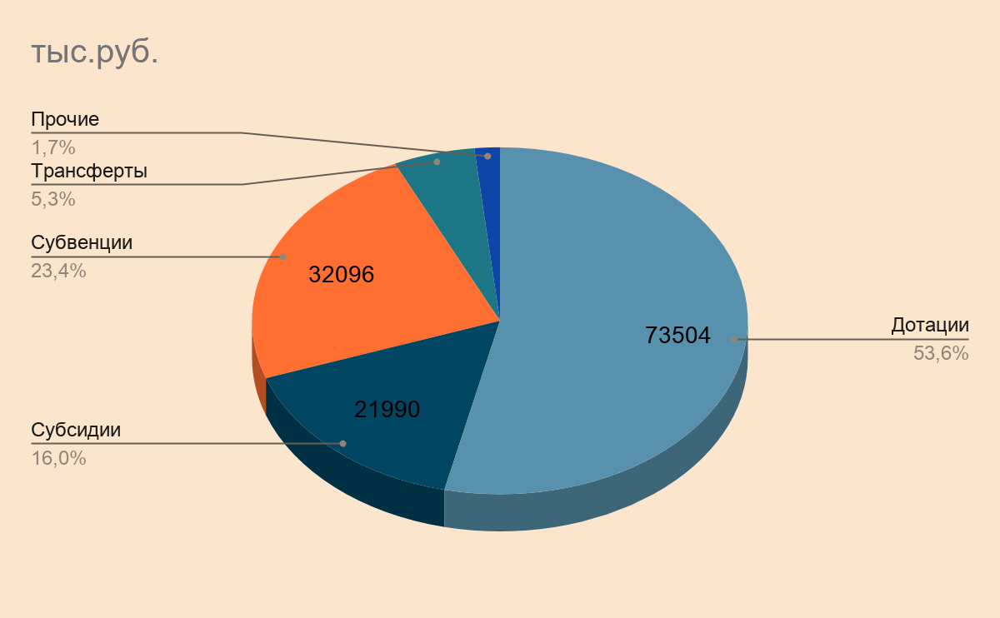 тыс.руб.
Прочие
1,7%
Трансферты
5,3%
Субвенции
23,4%
32096
Дотации
53,6%
73504
21990
Субсидии
16,0%